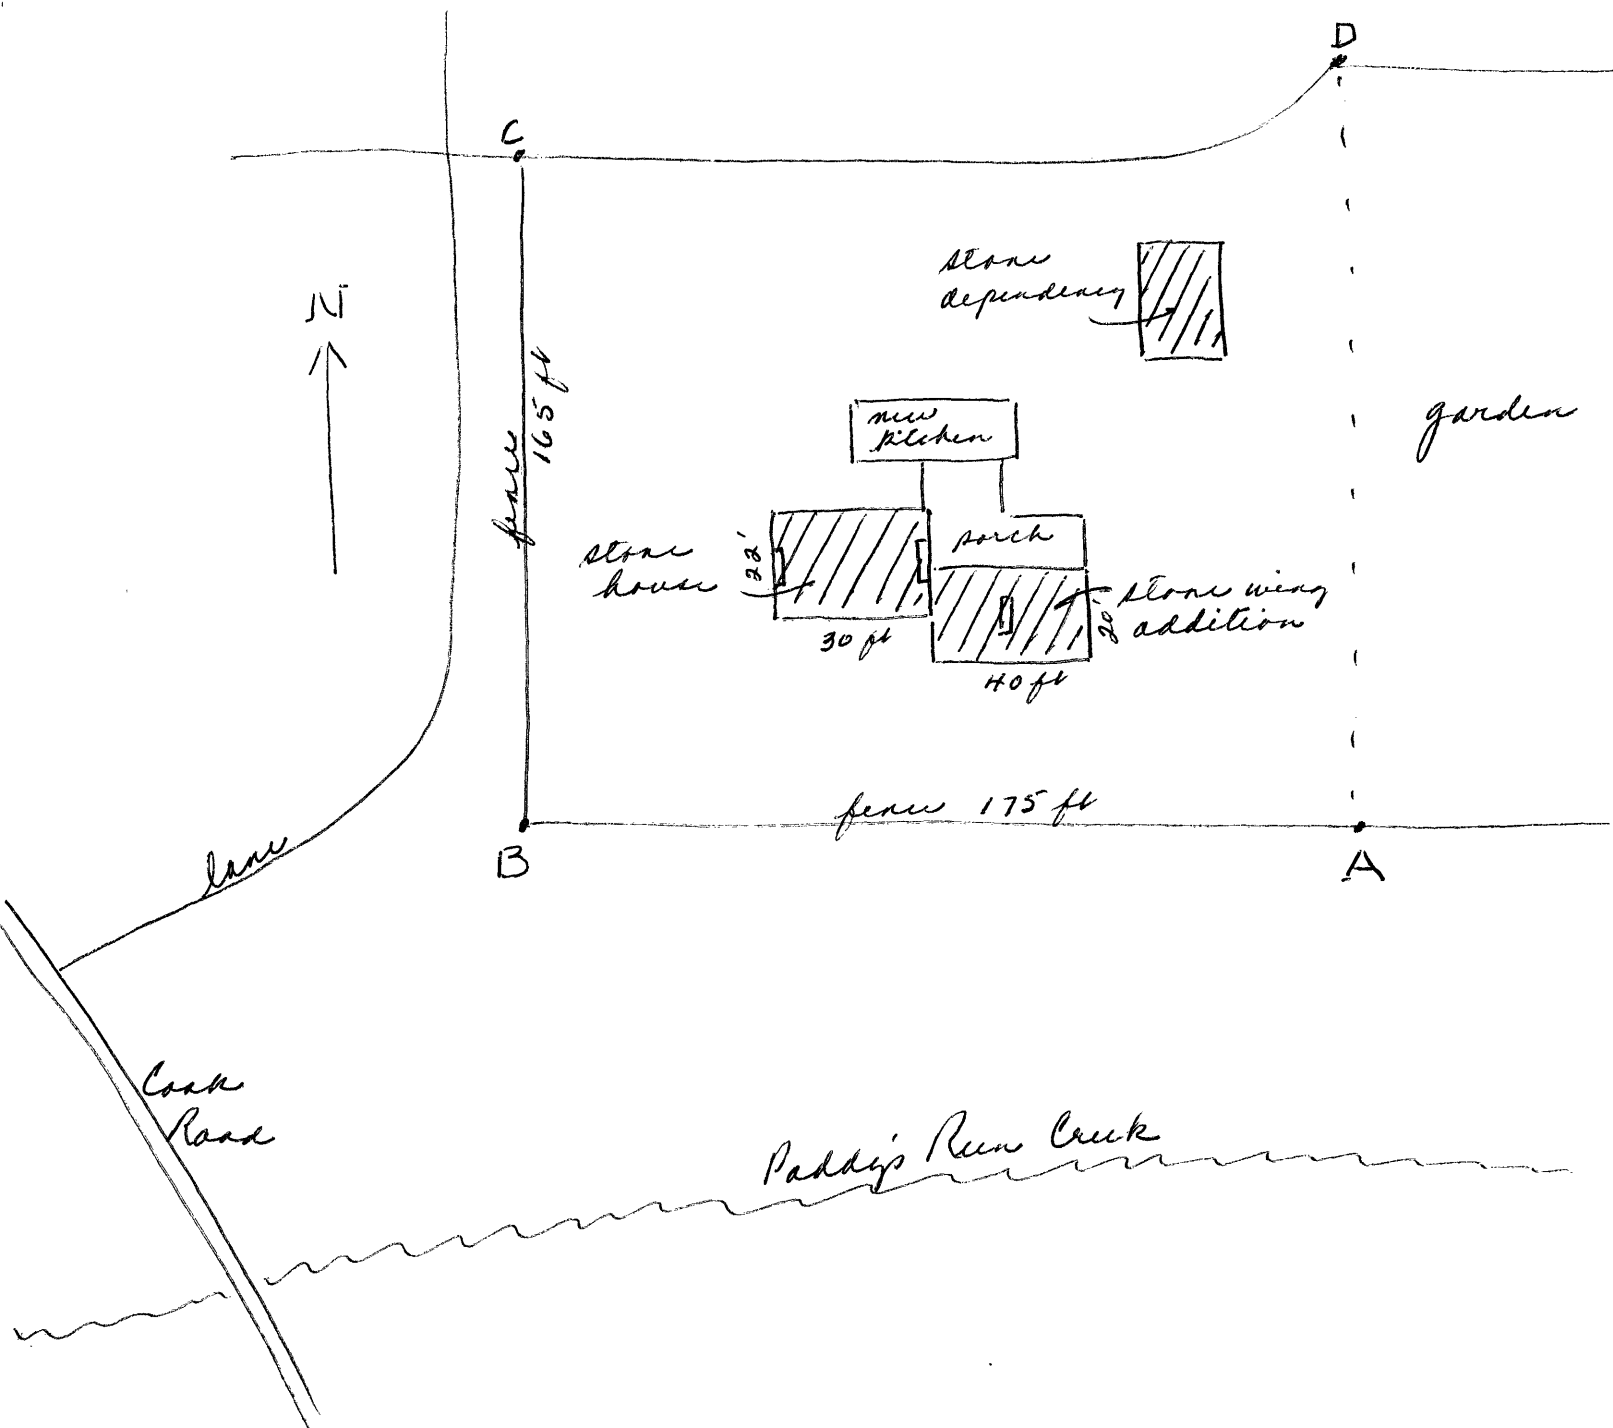 D
C
stone
dependency
N
fence
165 ft
new
kitchen
garden
stone
house
22'
porch
30 ft
stone wing
addition
20'
40 ft
fence 175 ft
B
A
lane
Cook
Road
Paddy's Run Creek